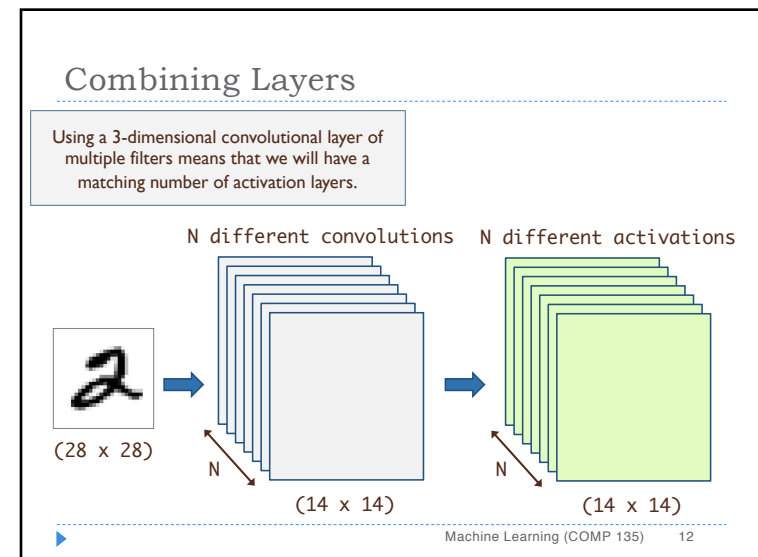 Combining Layers
Using a 3-dimensional convolutional layer of
multiple filters means that we will have a
matching number of activation layers.
N different convolutions
N different activations
2
(28 x 28)
N
(14 x 14)
N
(14 x 14)
Machine Learning (COMP 135) 12